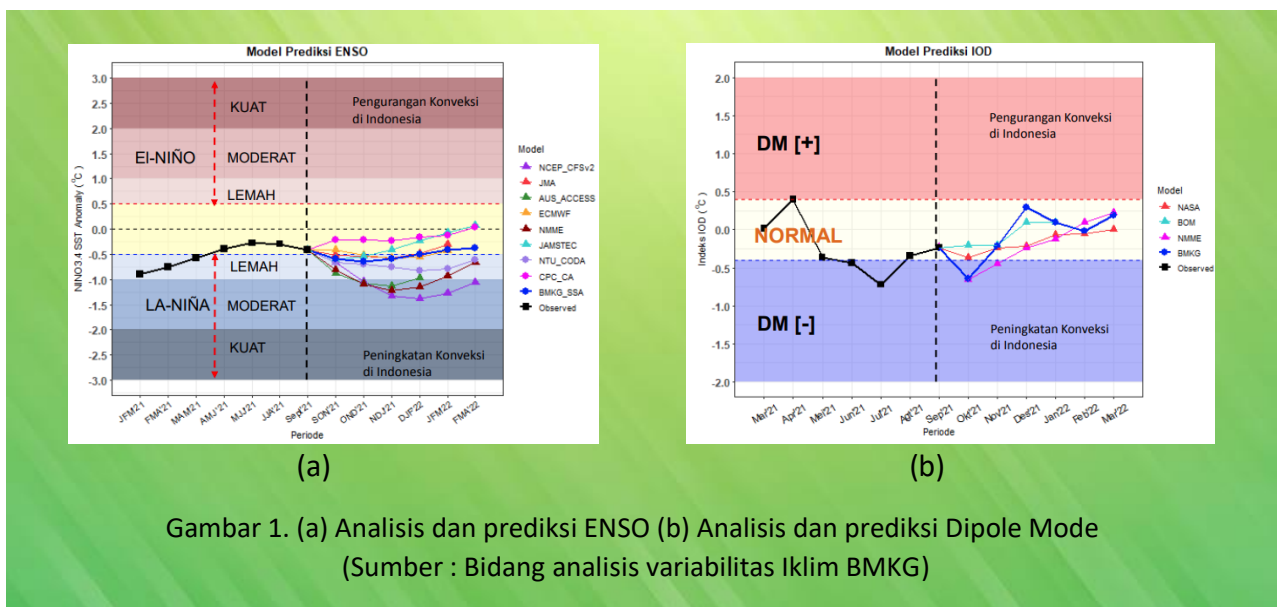 Model Prediksi ENSO
NINO3.4 SST Anomaly (°C)
3.0
2.5
2.0
1.5
1.0
0.5
0.0
-0.5
-1.0
-1.5
-2.0
-2.5
-3.0
KUAT
Pengurangan Konveksi
di Indonesia
El-NIÑO
MODERAT
LEMAH
LEMAH
LA-NIÑA
MODERAT
KUAT
Peningkatan Konveksi
di Indonesia
JFM'21
FMA'21
MAM'21
AMJ'21
MJJ'21
JJA'21
Sept'21
SON'21
OND'21
NDJ'21
DJF'22
JFM'22
FMA'22
Periode
Model
NCEP_CFSv2
JMA
AUS_ACCESS
ECMWF
NMME
JAMSTEC
NTU_CODA
CPC_CA
BMKG_SSA
Observed
(a)
Model Prediksi IOD
Indeks IOD (°C)
2.0
1.5
1.0
0.5
0.0
-0.5
-1.0
-1.5
-2.0
DM [+]
Pengurangan Konveksi
di Indonesia
NORMAL
DM [-]
Peningkatan Konveksi
di Indonesia
Mar'21
Apr'21
Mei'21
Jun'21
Jul'21
Agt'21
Sep'21
Okt'21
Nov'21
Des'21
Jan'22
Feb'22
Mar'22
Periode
Model
NASA
BOM
NMME
BMKG
Observed
(b)
Gambar 1. (a) Analisis dan prediksi ENSO (b) Analisis dan prediksi Dipole Mode
(Sumber : Bidang analisis variabilitas Iklim BMKG)